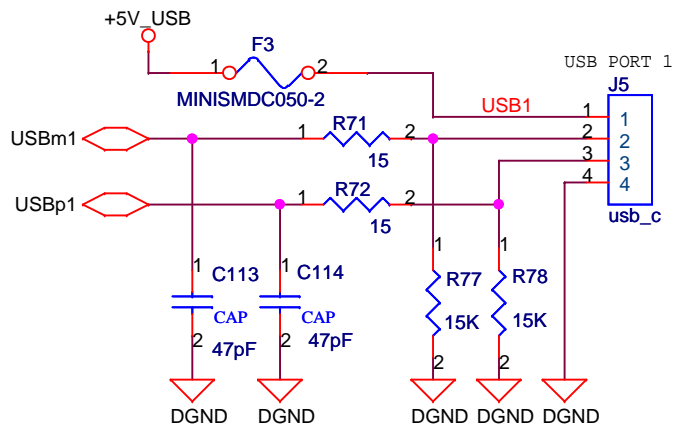 +5V_USB
F3
1
2
MINISMDC050-2
USB PORT 1
J5
USB1
1
1
USBm1
1
R71
2
2
2
15
3
3
USBp1
1
R72
2
4
4
15
usb_c
1
C113
1
C114
1
R77
1
R78
CAP
CAP
15K
15K
2
47pF
2
47pF
2
2
DGND
DGND
DGND
DGND
DGND